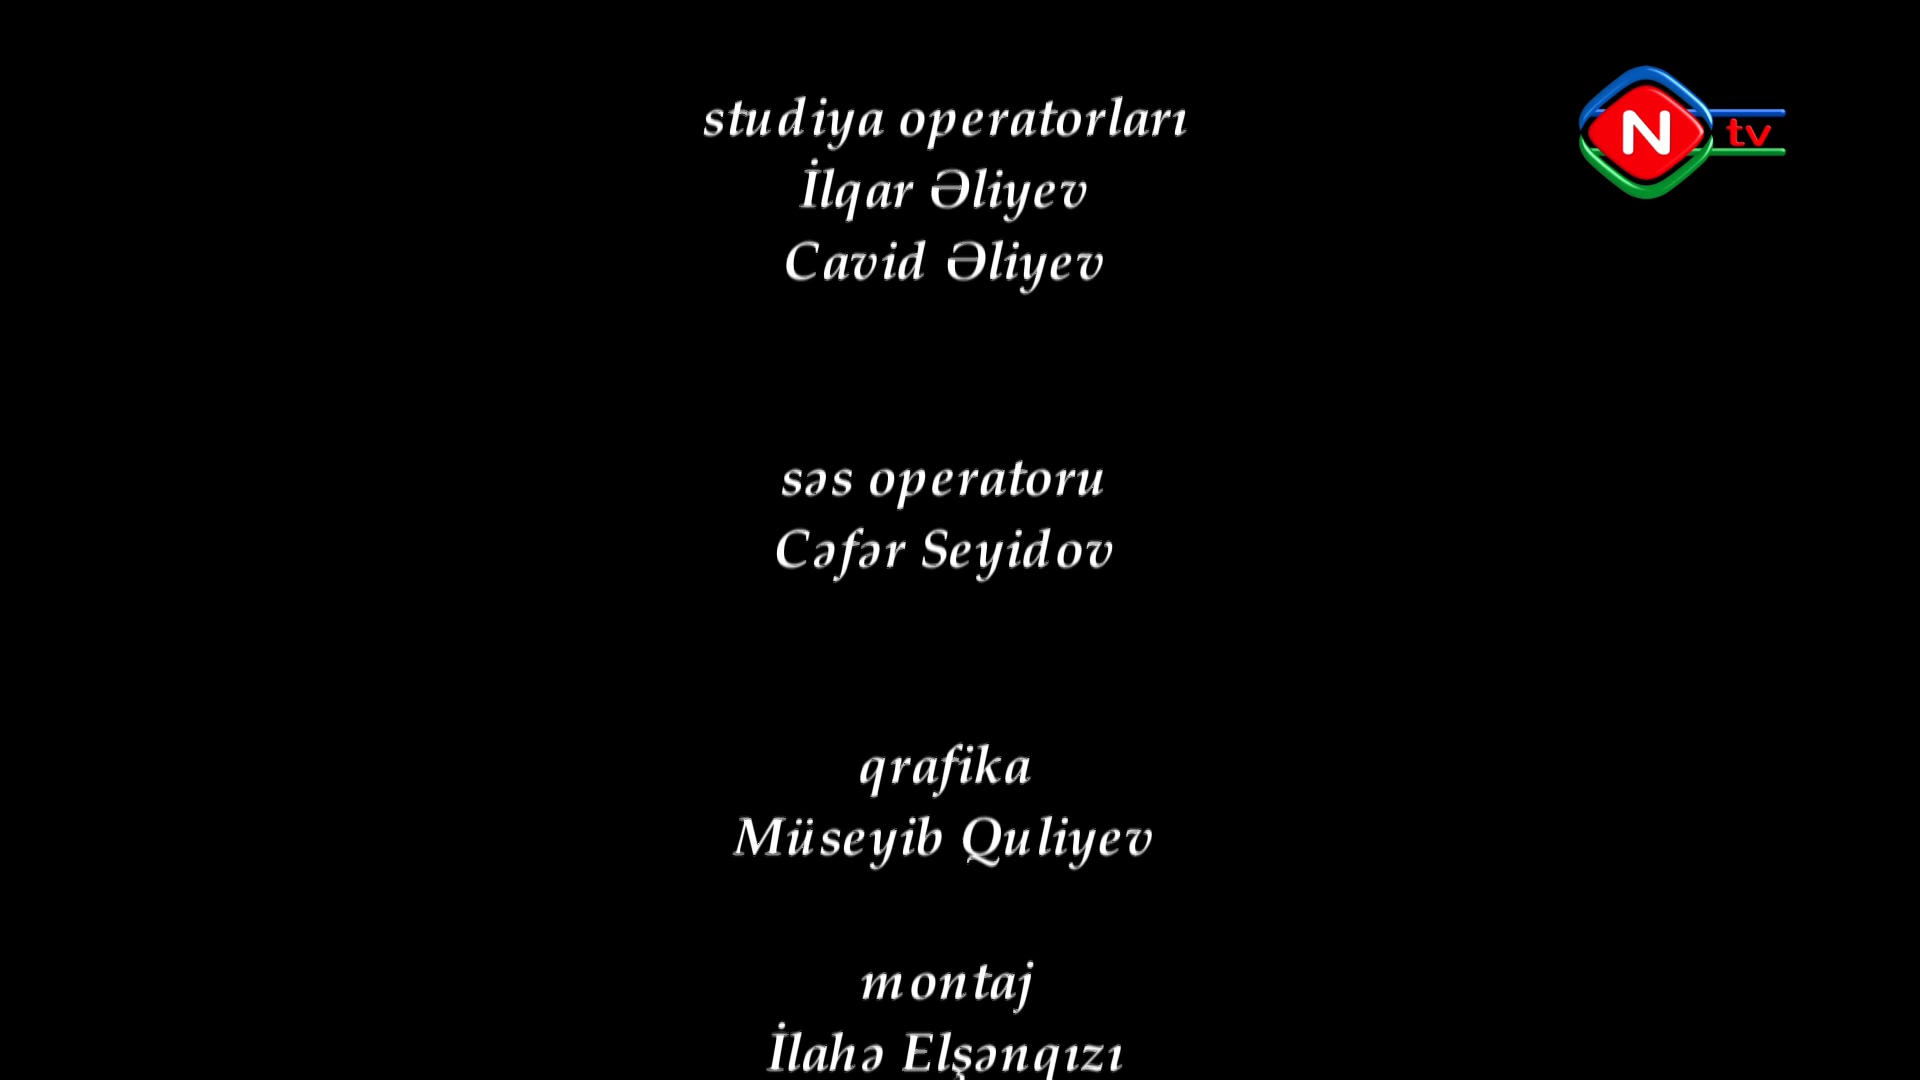 studiya operatorları
İlqar Əliyev
Cavid Əliyev
səs operatoru
Cəfər Seyidov
qrafika
Müseyib Quliyev
montaj
İlahə Elşənqızı
N tv